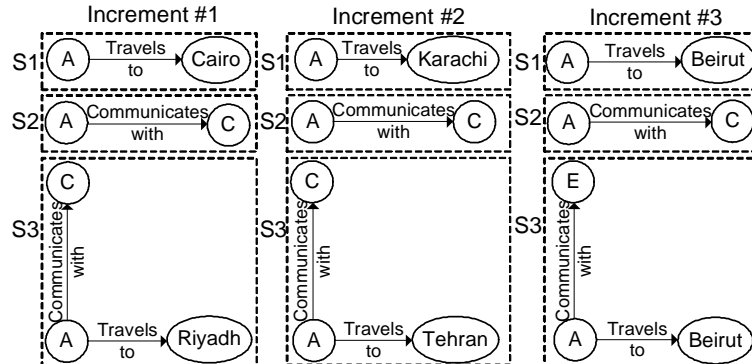 Increment #1 Increment #2 Increment #3
S1 A Travels to Cairo S1 A Travels to Karachi S1 A Travels to Beirut
S2 A Communicates with C S2 A Communicates with C S2 A Communicates with C
C C E
S3 Communicates with S3 Communicates with S3 Communicates with
A Travels to Riyadh A Travels to Tehran A Travels to Beirut